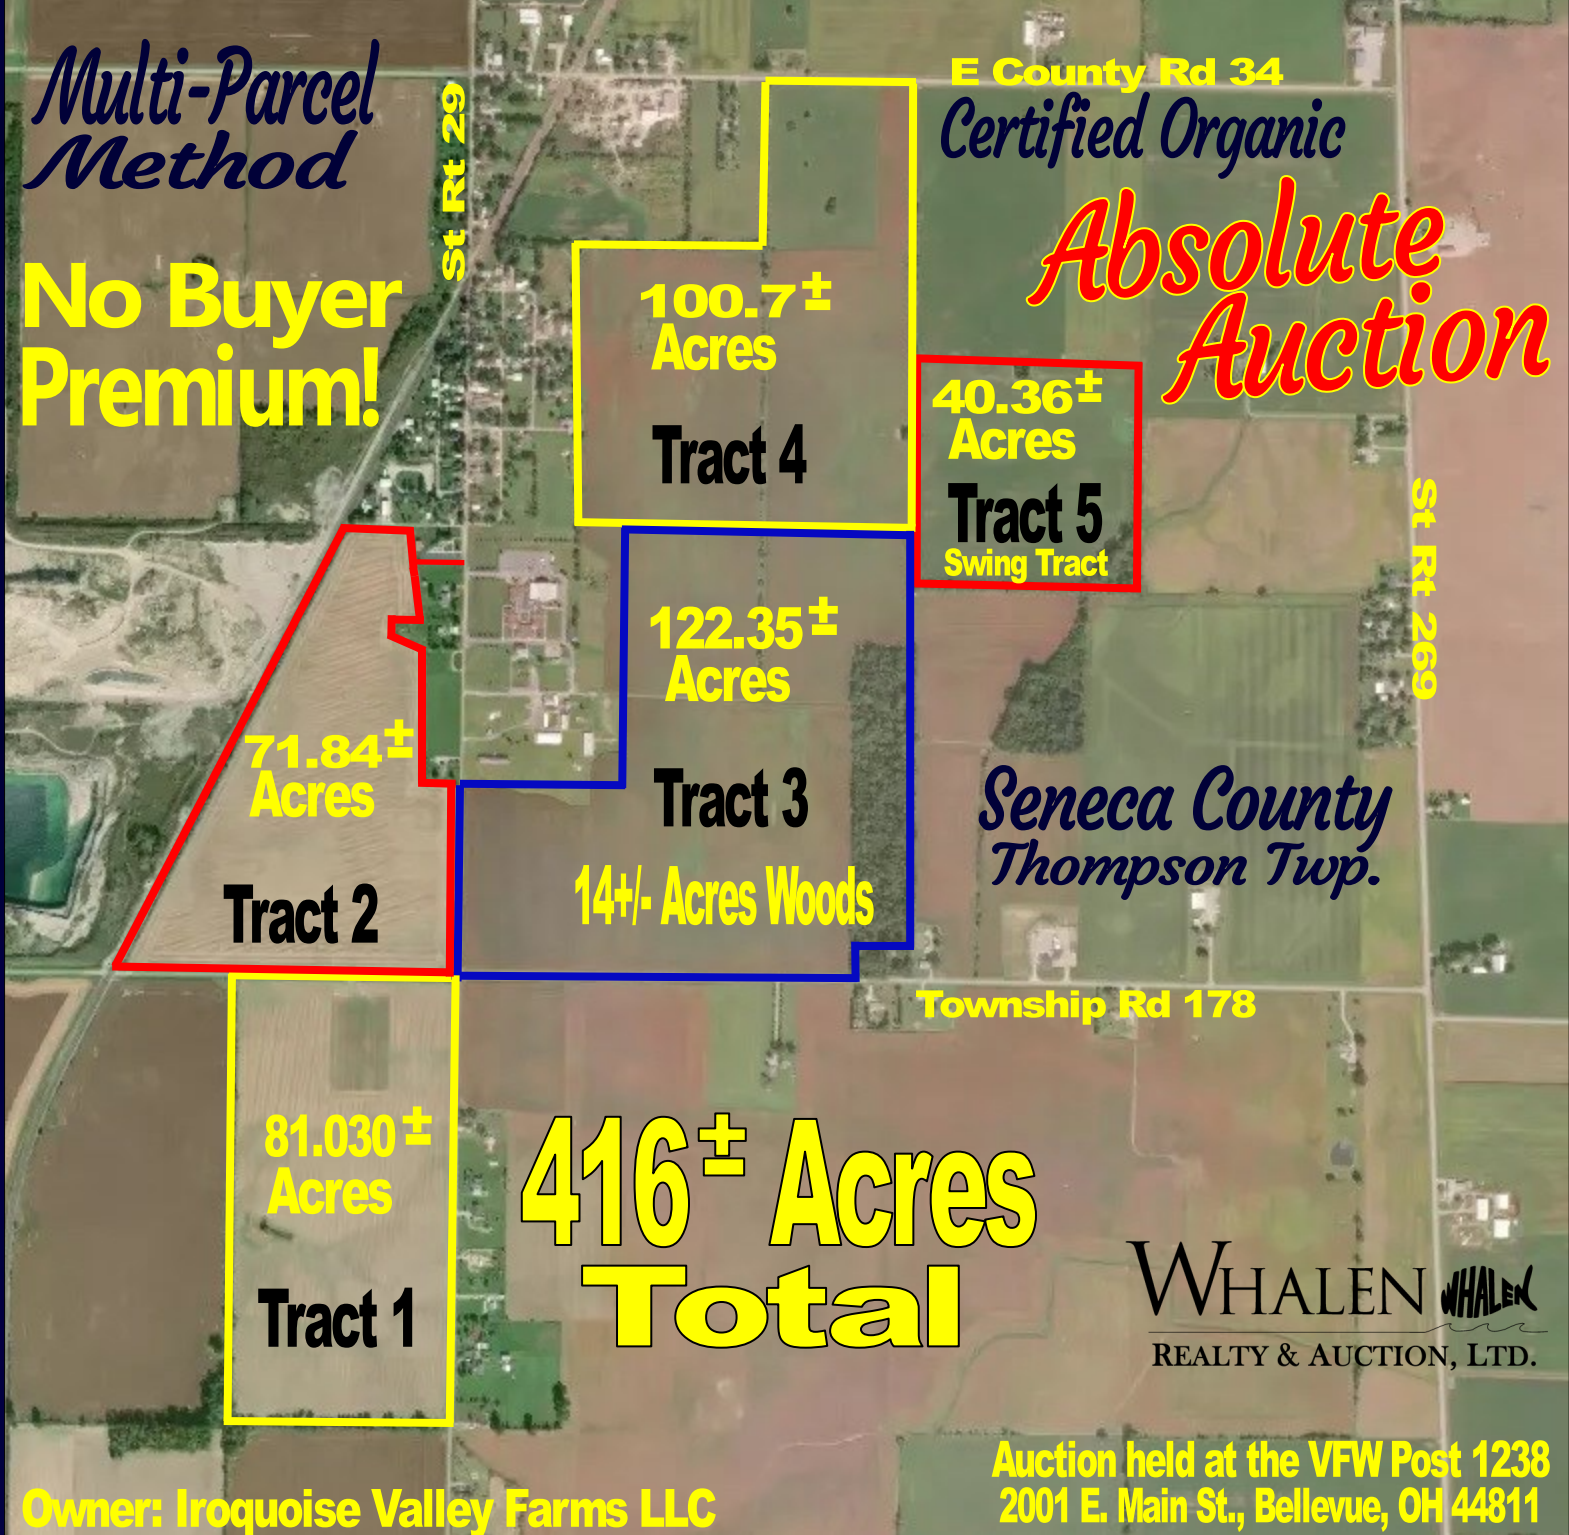 Multi-Parcel
Method
St Rt 29
E County Rd 34
Certified Organic
Absolute
Auction
No Buyer
Premium!
100.7±
Acres
Tract 4
40.36±
Acres
Tract 5
Swing Tract
St Rt 269
122.35±
Acres
Tract 3
14+/- Acres Woods
71.84±
Acres
Tract 2
Seneca County
Thompson Twp.
Township Rd 178
81.030±
Acres
Tract 1
416± Acres
Total
WHALEN WHALEN
REALTY & AUCTION, LTD.
Auction held at the VFW Post 1238
2001 E. Main St., Bellevue, OH 44811
Owner: Iroquoise Valley Farms LLC